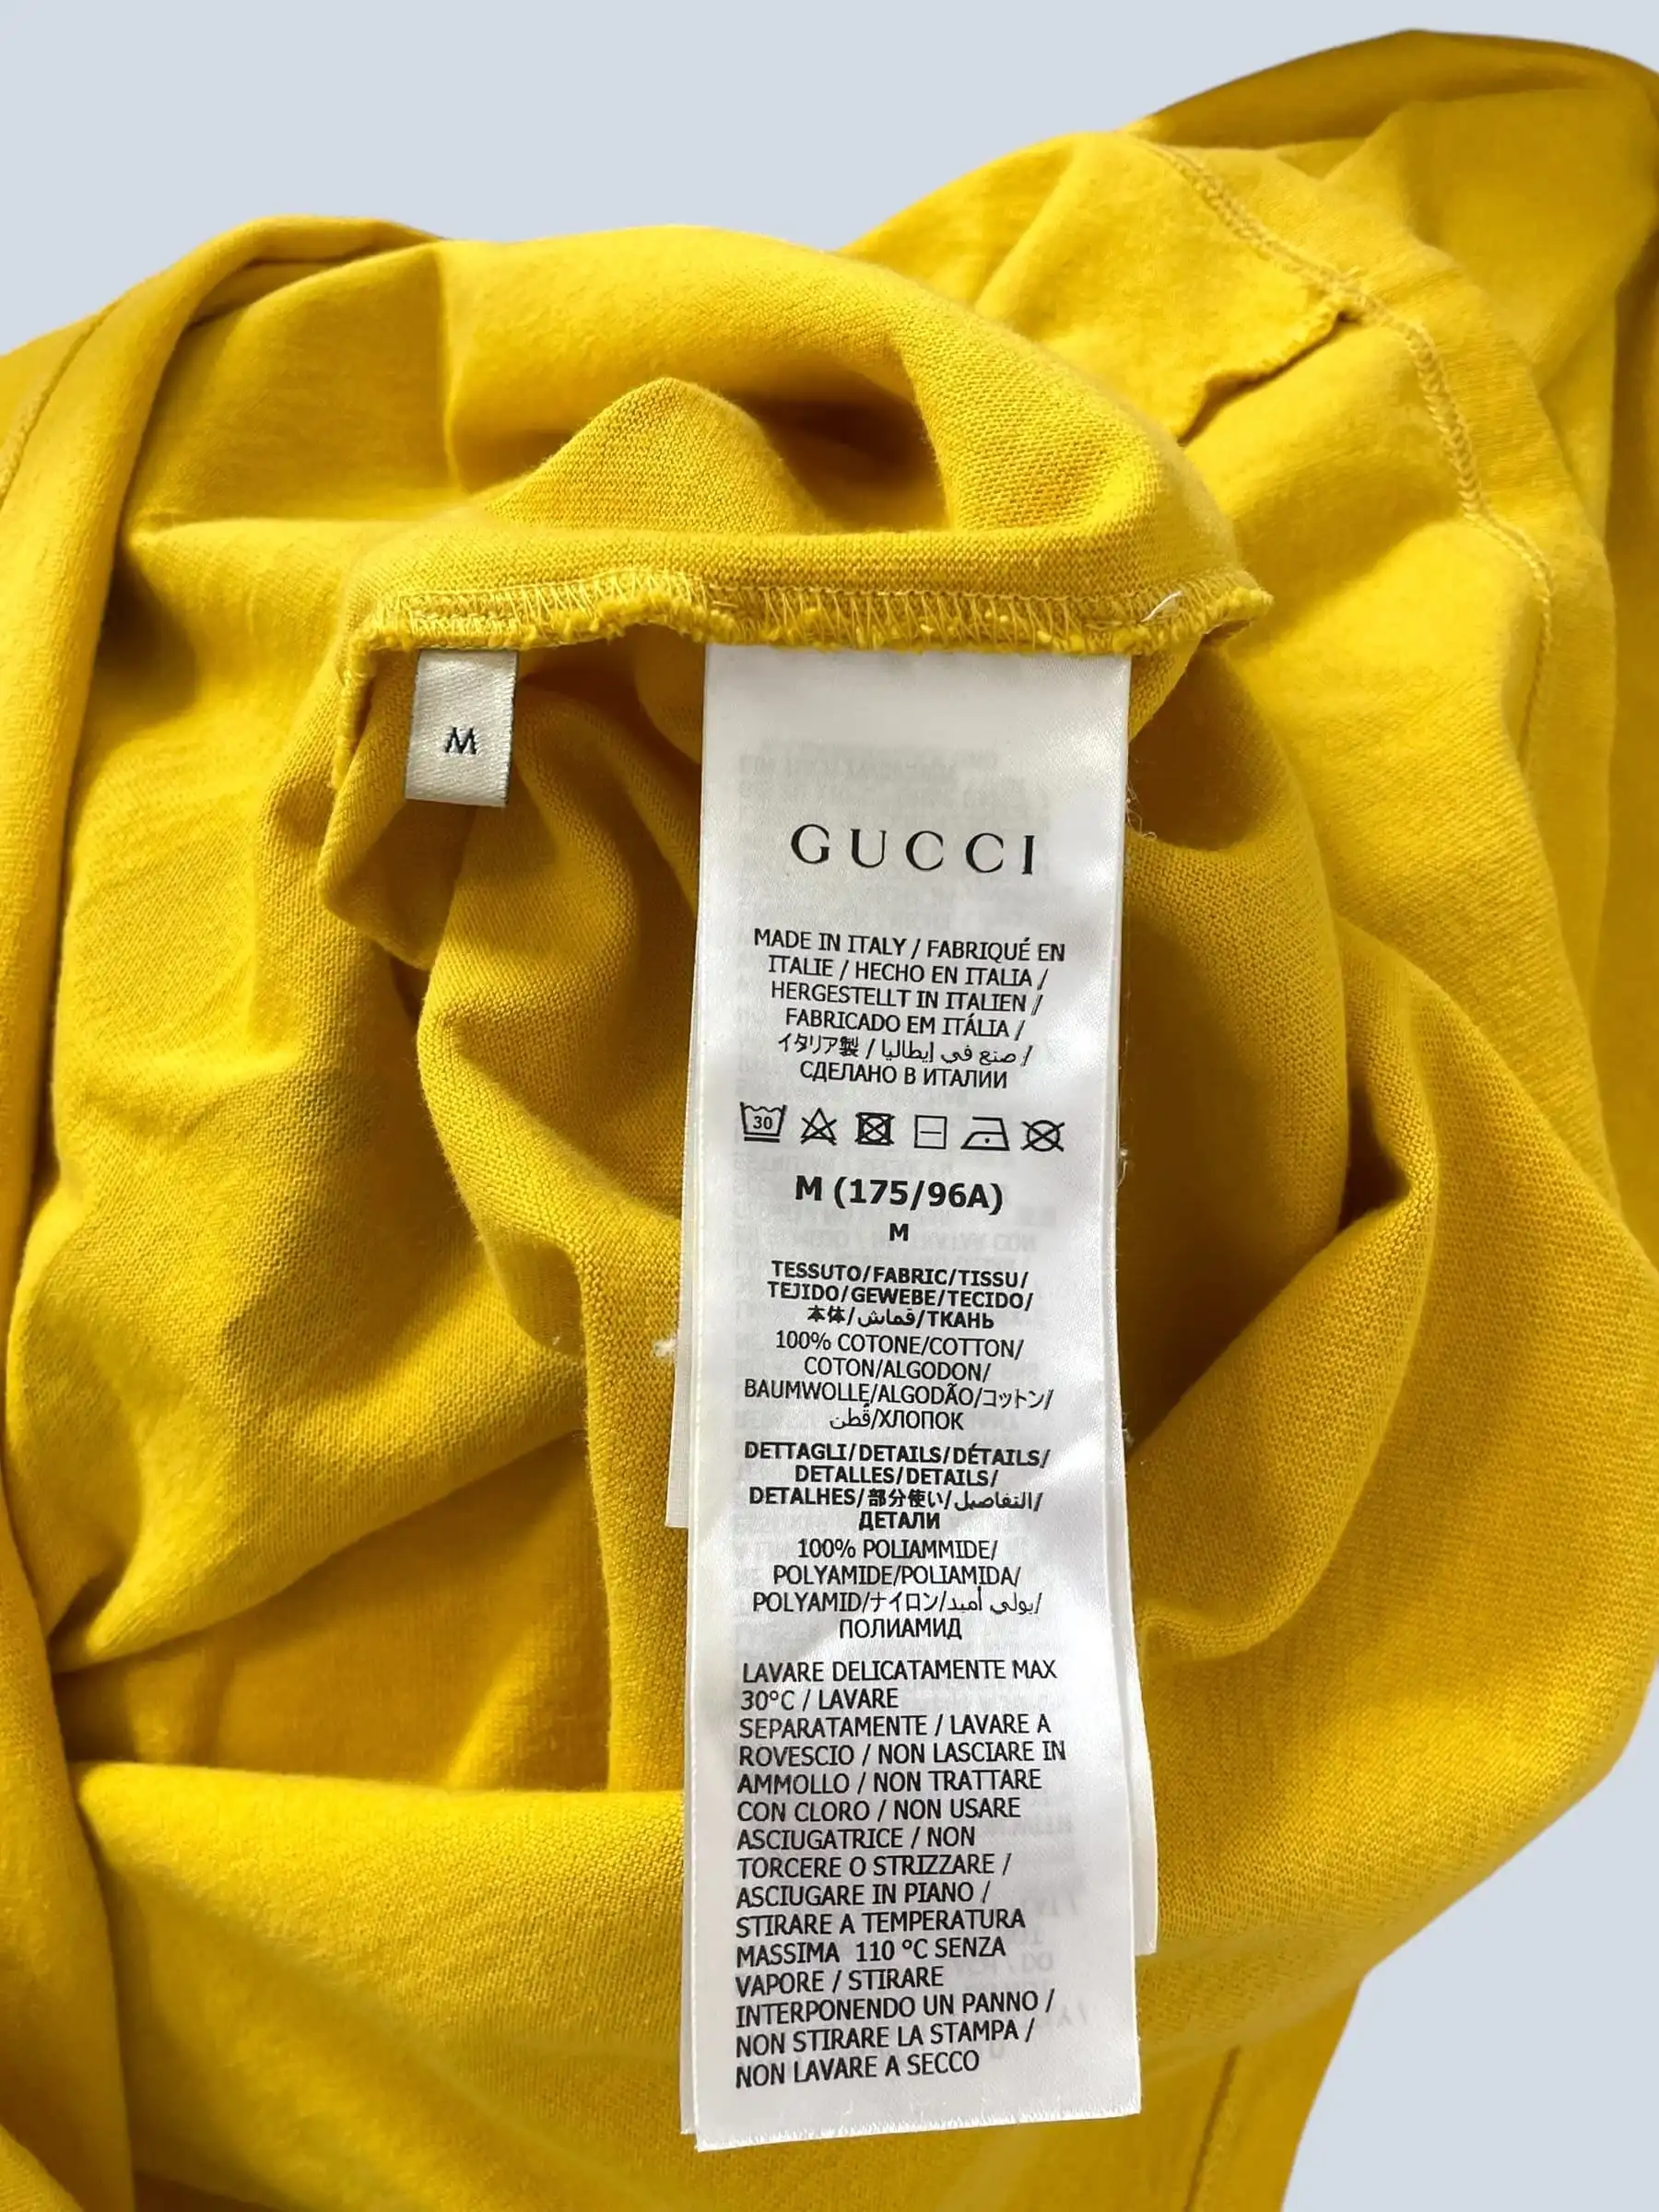 M
GUCCI
MADE IN ITALY / FABRIQUÉ EN
ITALIE / HECHO EN ITALIA /
HERGESTELLT IN ITALIEN /
FABRICADO EM ITÁLIA /
イタリア製 / صنع في إيطاليا /
СДЕЛАНО В ИТАЛИИ
30
M (175/96A)
M
TESSUTO/FABRIC/TISSU/
TEJIDO/GEWEBE/TECIDO/
本体/قماش/ТКАНЬ
100% COTONE/COTTON/
COTON/ALGODON/
BAUMWOLLE/ALGODÃO/コットン/
قطن/ХЛОПОК
DETTAGLI/DETAILS/DÉTAILS/
DETALLES/DETAILS/
DETALHES/部分使い/التفاصيل/
ДЕТАЛИ
100% POLIAMMIDE/
POLYAMIDE/POLIAMIDA/
POLYAMID/ナイロン/بولي أميد/
ПОЛИАМИД
LAVARE DELICATAMENTE MAX
30°C / LAVARE
SEPARATAMENTE / LAVARE A
ROVESCIO / NON LASCIARE IN
AMMOLLO / NON TRATTARE
CON CLORO / NON USARE
ASCIUGATRICE / NON
TORCERE O STRIZZARE /
ASCIUGARE IN PIANO /
STIRARE A TEMPERATURA
MASSIMA 110 °C SENZA
VAPORE / STIRARE
INTERPONENDO UN PANNO /
NON STIRARE LA STAMPA /
NON LAVARE A SECCO